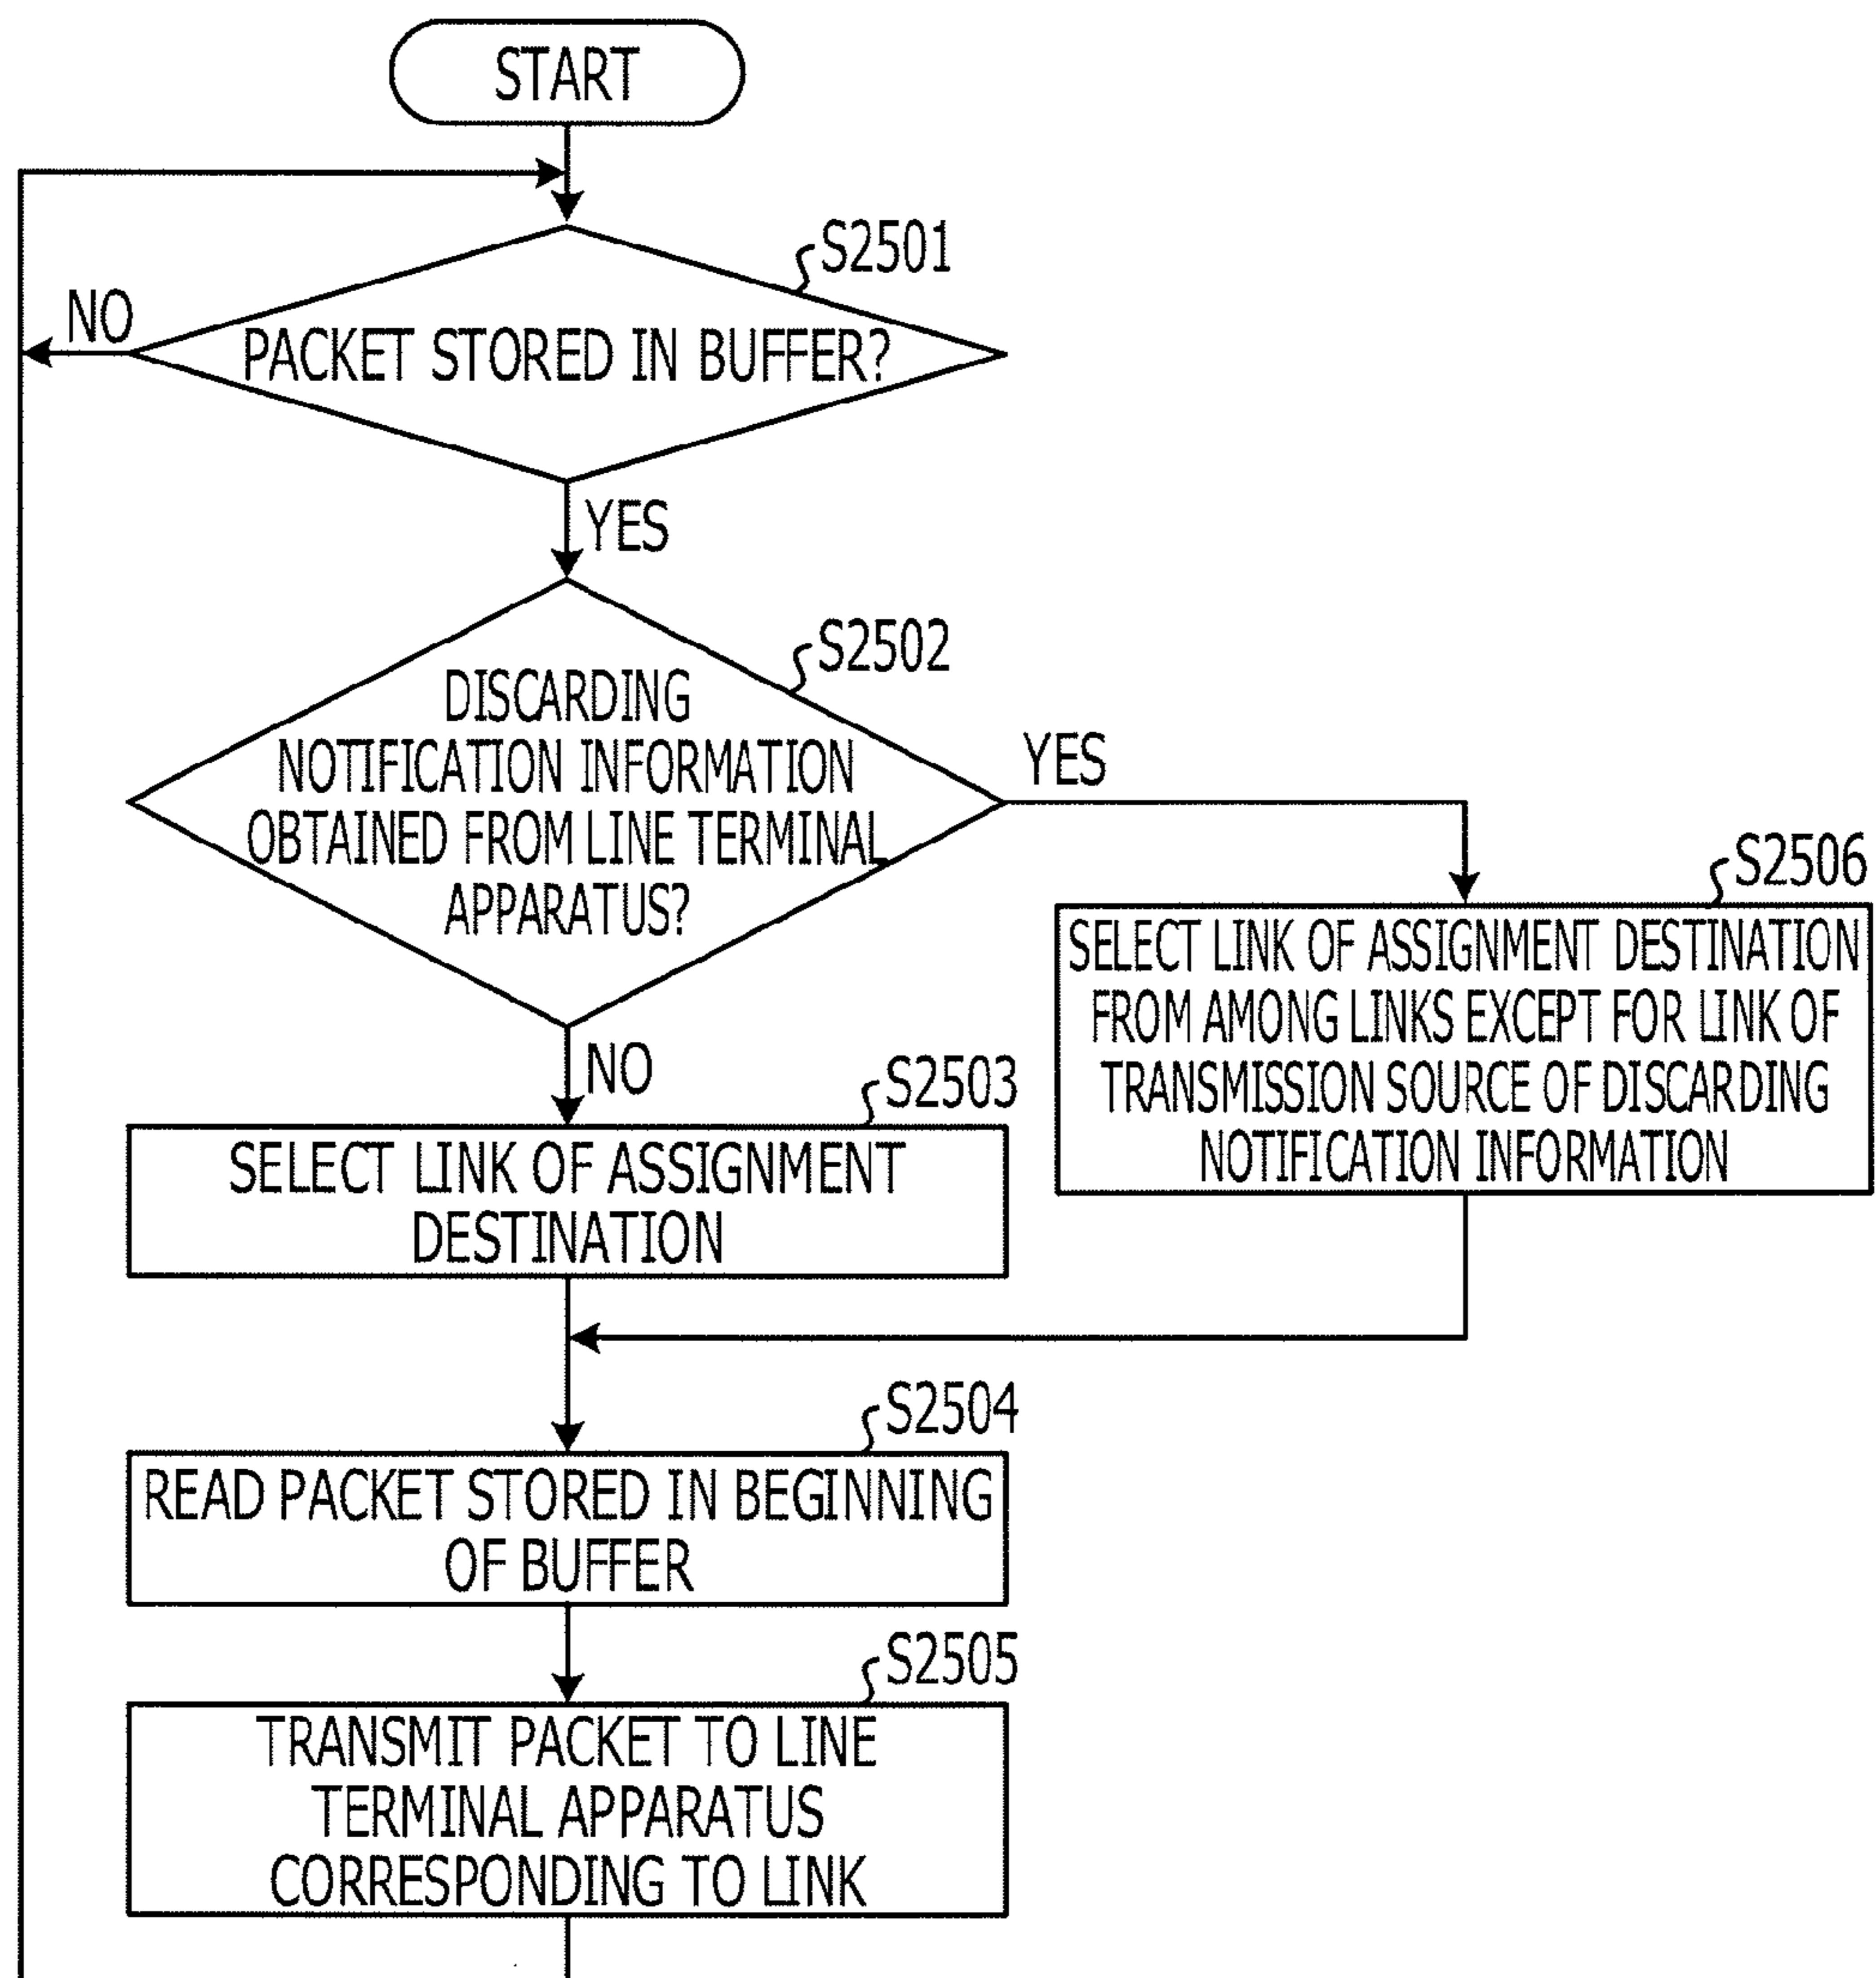 START
S2501
NO
PACKET STORED IN BUFFER?
YES
S2502
DISCARDING
NOTIFICATION INFORMATION
OBTAINED FROM LINE TERMINAL
APPARATUS?
YES
S2506
SELECT LINK OF ASSIGNMENT DESTINATION
FROM AMONG LINKS EXCEPT FOR LINK OF
TRANSMISSION SOURCE OF DISCARDING
NOTIFICATION INFORMATION
NO
S2503
SELECT LINK OF ASSIGNMENT
DESTINATION
S2504
READ PACKET STORED IN BEGINNING
OF BUFFER
S2505
TRANSMIT PACKET TO LINE
TERMINAL APPARATUS
CORRESPONDING TO LINK